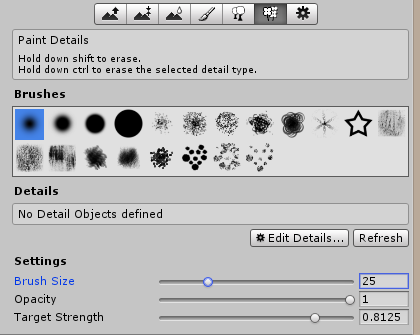 Paint Details
Hold down shift to erase.
Hold down ctrl to erase the selected detail type.
Brushes
Details
No Detail Objects defined
Edit Details...
Refresh
Settings
Brush Size 25
Opacity 1
Target Strength 0.8125